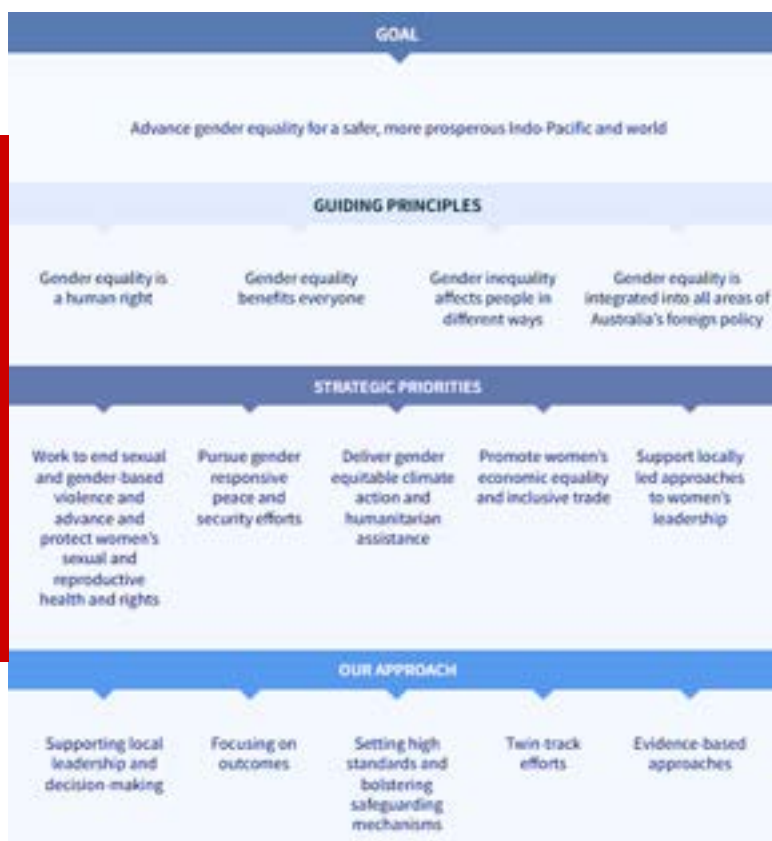 GOAL
Advance gender equality for a safer, more prosperous Indo-Pacific and world
GUIDING PRINCIPLES
Gender equality is
a human right
Gender equality
benefits everyone
Gender inequality
affects people in
different ways
Gender equality is
integrated into all areas of
Australia's foreign policy
STRATEGIC PRIORITIES
Work to end sexual
and gender-based
violence and
advance and
protect women's
sexual and
reproductive
health and rights
Pursue gender
responsive
peace and
security efforts
Deliver gender
equitable climate
action and
humanitarian
assistance
Promote women's
economic equality
and inclusive trade
Support locally
led approaches
to women's
leadership
OUR APPROACH
Supporting local
leadership and
decision-making
Focusing on
outcomes
Setting high
standards and
bolstering
safeguarding
mechanisms
Twin-track
efforts
Evidence-based
approaches